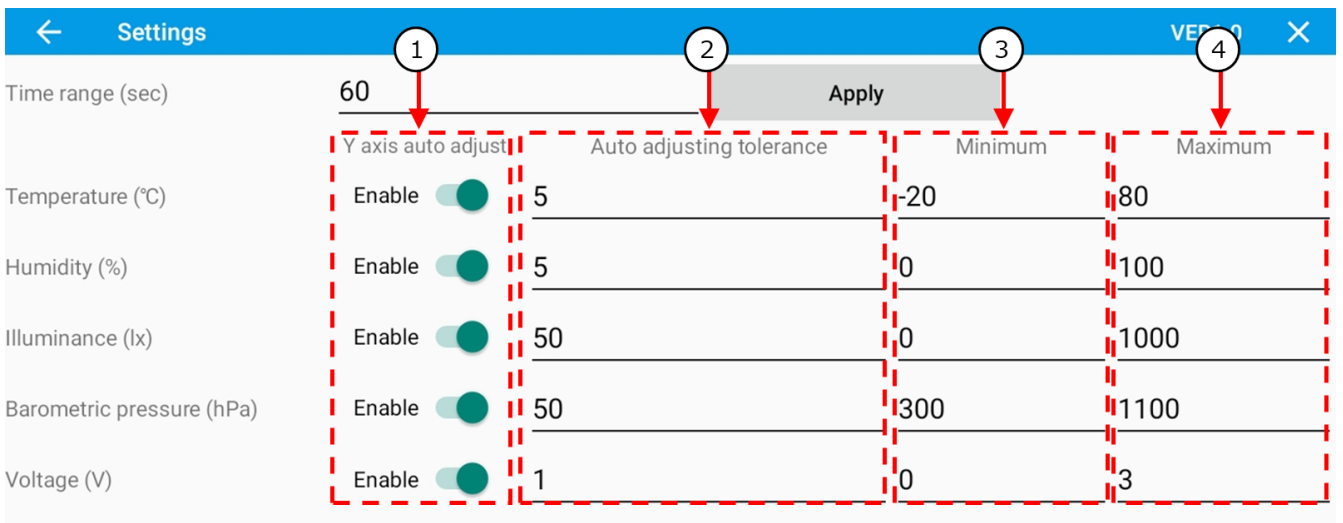 Settings
1 2 3 4
Time range (sec) 60 Apply
Y axis auto adjust Auto adjusting tolerance Minimum Maximum
Temperature (℃) Enable 5 -20 80
Humidity (%) Enable 5 0 100
Illuminance (lx) Enable 50 0 1000
Barometric pressure (hPa) Enable 50 300 1100
Voltage (V) Enable 1 0 3